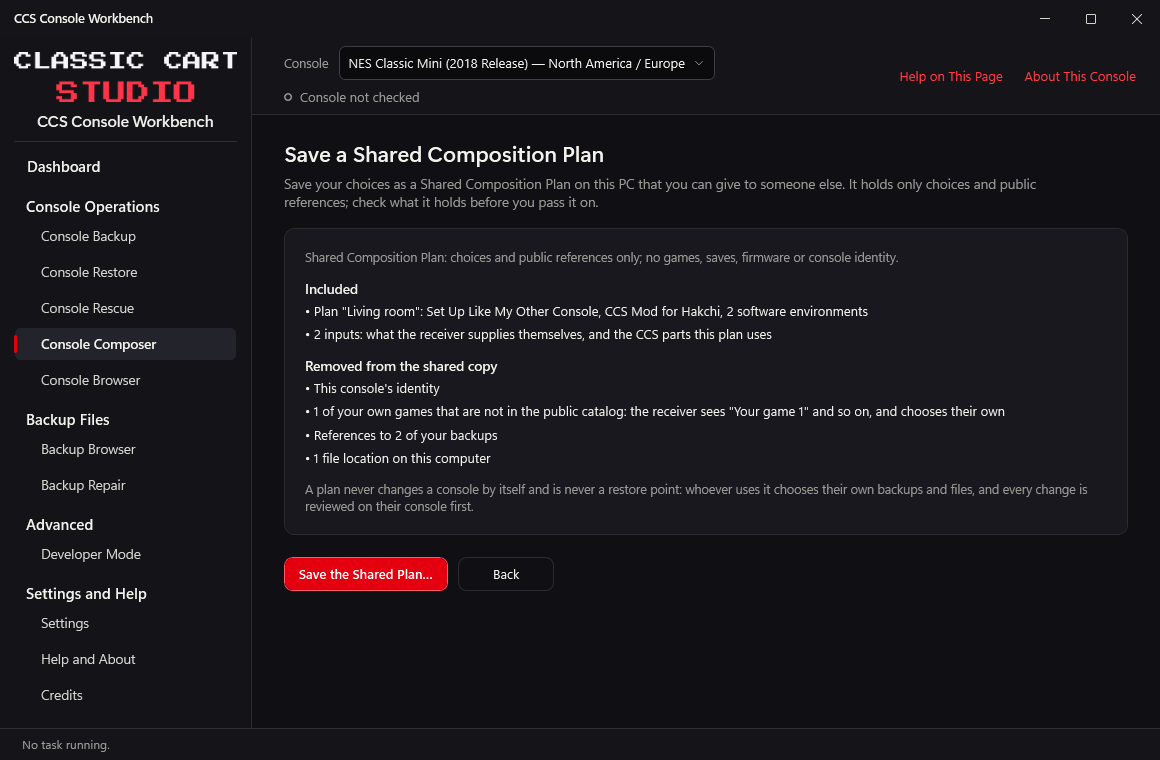 CCS Console Workbench
CLASSIC CART
STUDIO
CCS Console Workbench
Dashboard
Console Operations
Console Backup
Console Restore
Console Rescue
Console Composer
Console Browser
Backup Files
Backup Browser
Backup Repair
Advanced
Developer Mode
Settings and Help
Settings
Help and About
Credits
Console
NES Classic Mini (2018 Release) — North America / Europe
Console not checked
Help on This Page
About This Console
Save a Shared Composition Plan
Save your choices as a Shared Composition Plan on this PC that you can give to someone else. It holds only choices and public
references; check what it holds before you pass it on.
Shared Composition Plan: choices and public references only; no games, saves, firmware or console identity.
Included
• Plan "Living room": Set Up Like My Other Console, CCS Mod for Hakchi, 2 software environments
• 2 inputs: what the receiver supplies themselves, and the CCS parts this plan uses
Removed from the shared copy
• This console's identity
• 1 of your own games that are not in the public catalog: the receiver sees "Your game 1" and so on, and chooses their own
• References to 2 of your backups
• 1 file location on this computer
A plan never changes a console by itself and is never a restore point: whoever uses it chooses their own backups and files, and every change is
reviewed on their console first.
Save the Shared Plan...
Back
No task running.